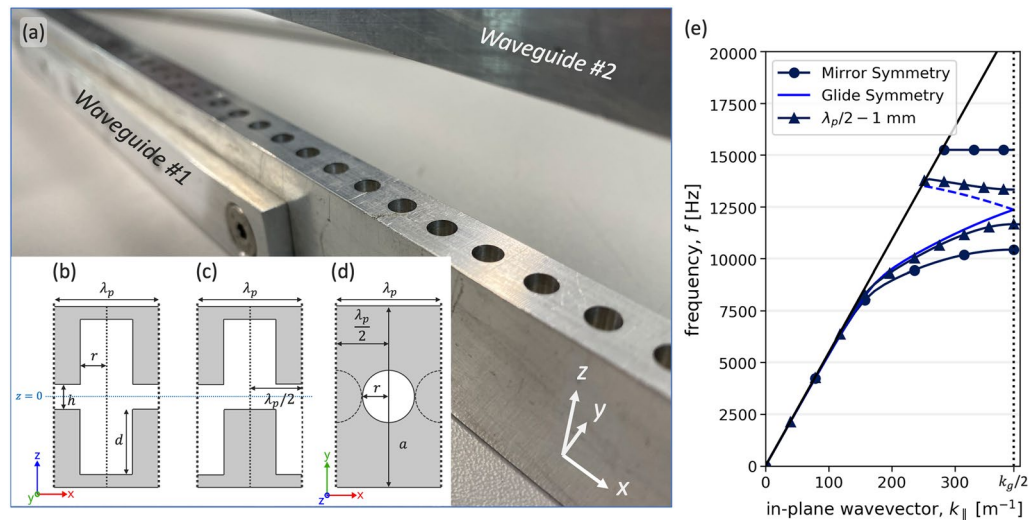 (a)
Waveguide #1
Waveguide #2
z
y
x
(b)
(c)
(d)
λp
λp
λp
λp
2
r
r
z = 0
h
λp/2
d
a
z
y
x
z
x
y
z
x
(e)
20000
17500
15000
12500
10000
7500
5000
2500
0
frequency, f [Hz]
Mirror Symmetry
Glide Symmetry
λp/2 − 1 mm
0
100
200
300
kg/2
in-plane wavevector, k∥ [m⁻¹]